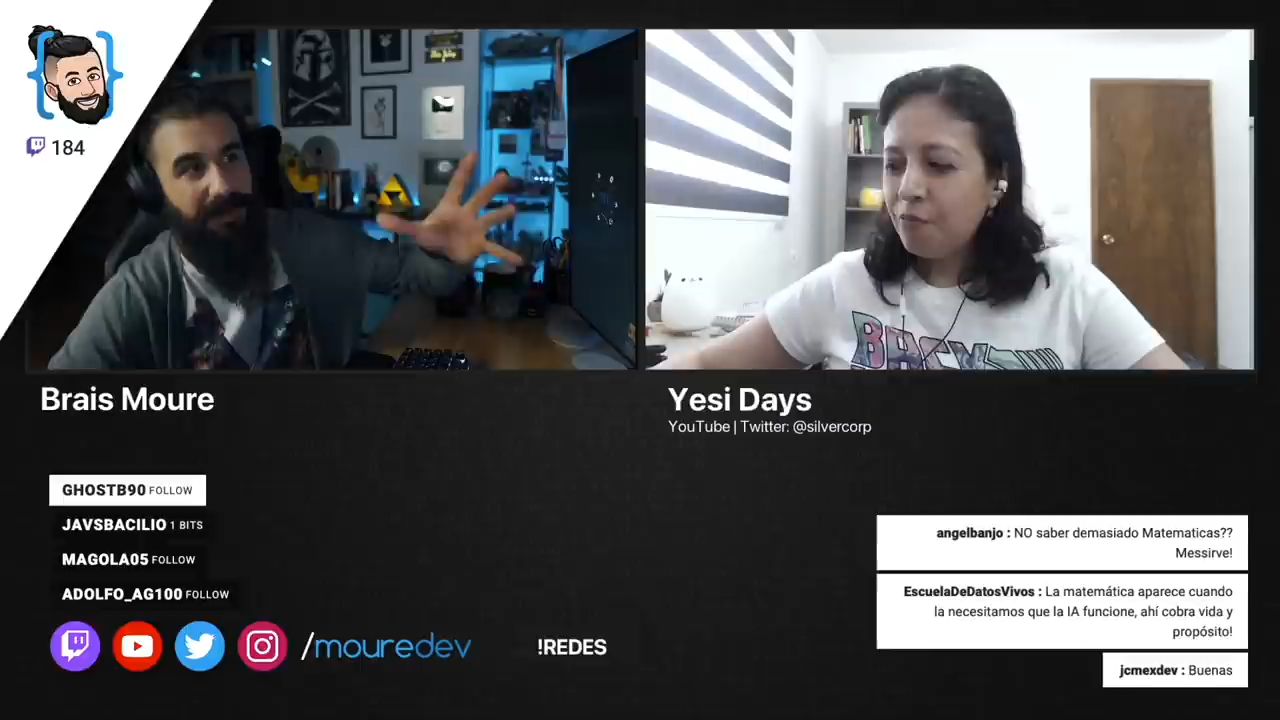 184
Brais Moure
Yesi Days
YouTube | Twitter: @silvercorp
GHOSTB90 FOLLOW
JAVSBACILIO 1 BITS
MAGOLA05 FOLLOW
ADOLFO_AG100 FOLLOW
/mouredev
!REDES
angelbanjo : NO saber demasiado Matematicas??
Messirve!
EscuelaDeDatosVivos : La matemática aparece cuando
la necesitamos que la IA funcione, ahí cobra vida y
propósito!
jcmexdev : Buenas